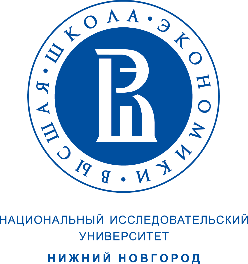 ВЫСШАЯ • ШКОЛА • ЭКОНОМИКИ •
НАЦИОНАЛЬНЫЙ ИССЛЕДОВАТЕЛЬСКИЙ
УНИВЕРСИТЕТ
НИЖНИЙ НОВГОРОД